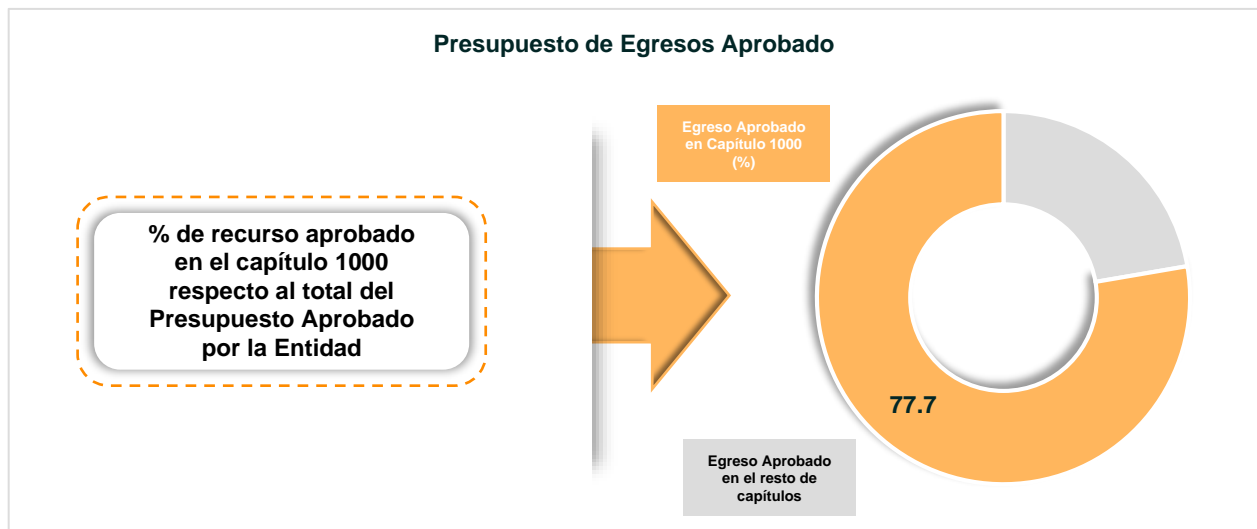 Presupuesto de Egresos Aprobado
Egreso Aprobado
en Capítulo 1000
(%)
% de recurso aprobado
en el capítulo 1000
respecto al total del
Presupuesto Aprobado
por la Entidad
77.7
Egreso Aprobado
en el resto de
capítulos